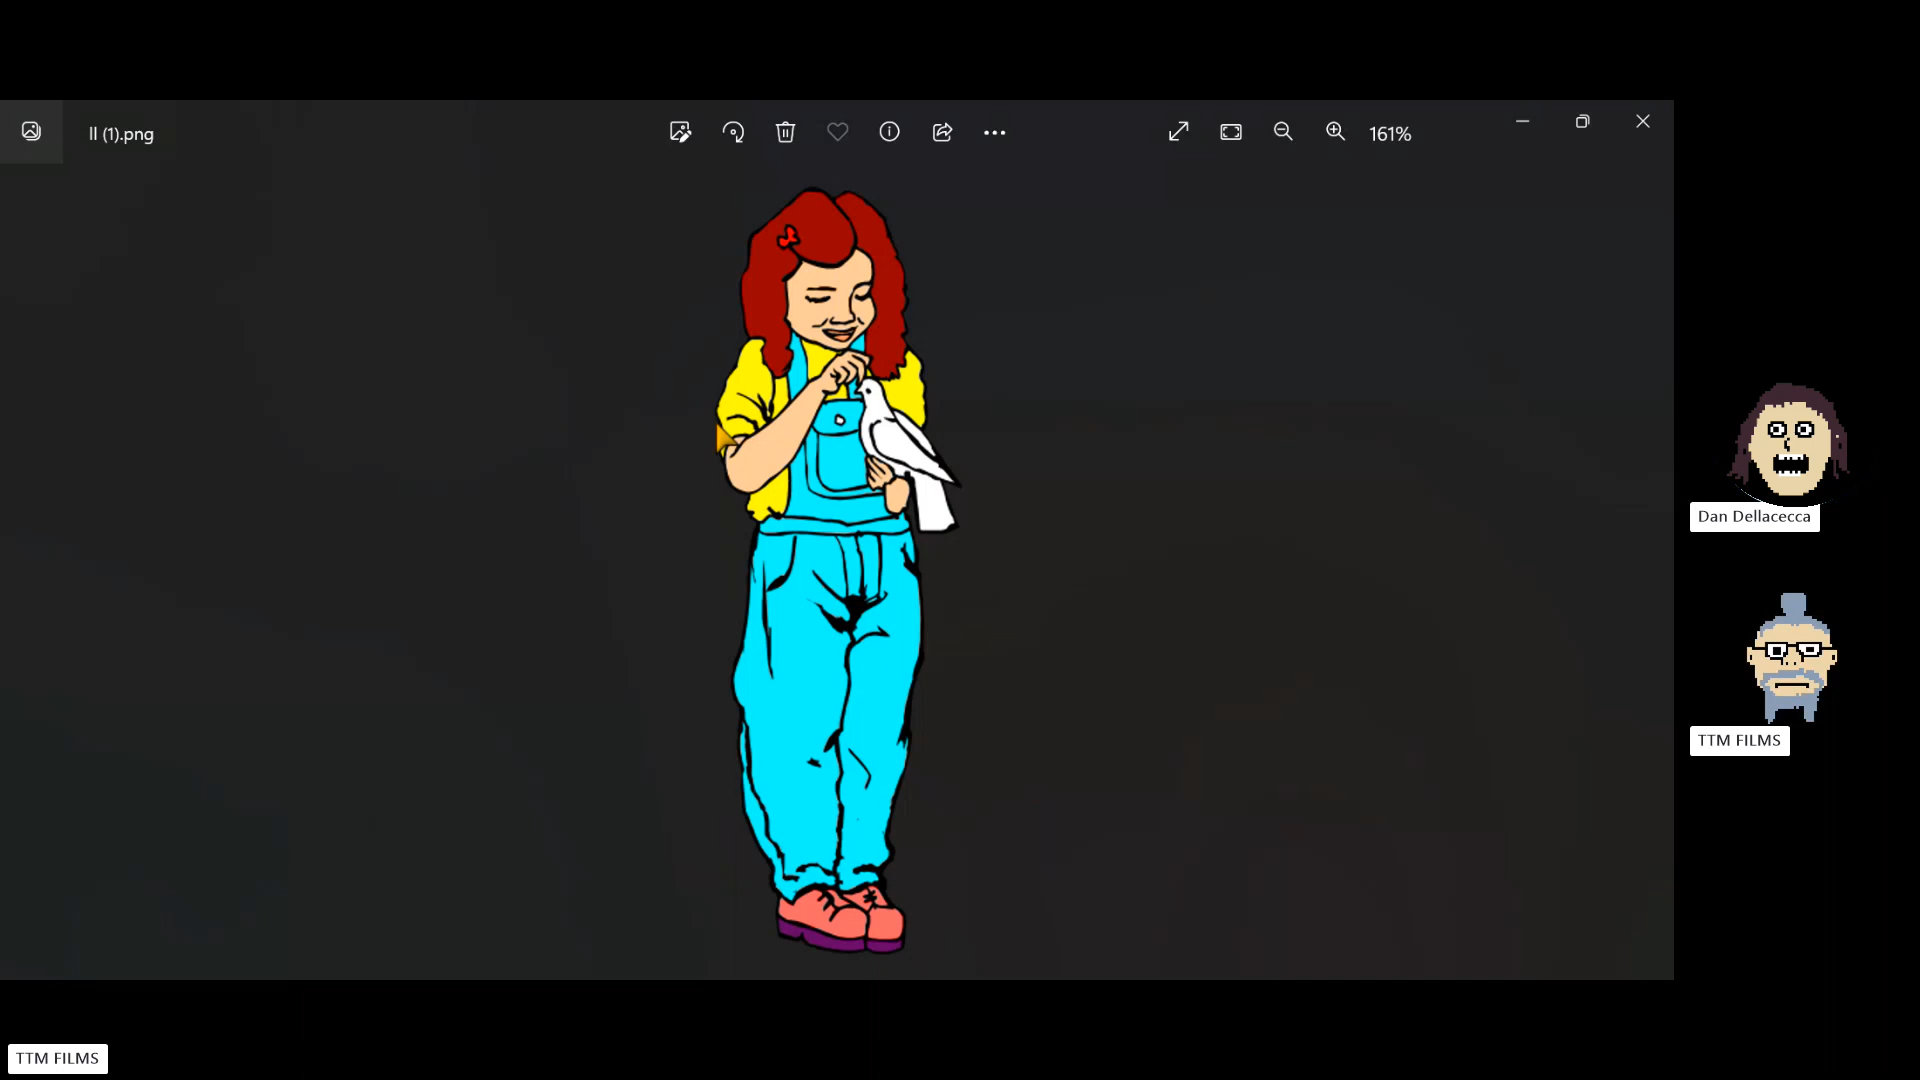 ll (1).png
161%
Dan Dellacecca
TTM FILMS
TTM FILMS